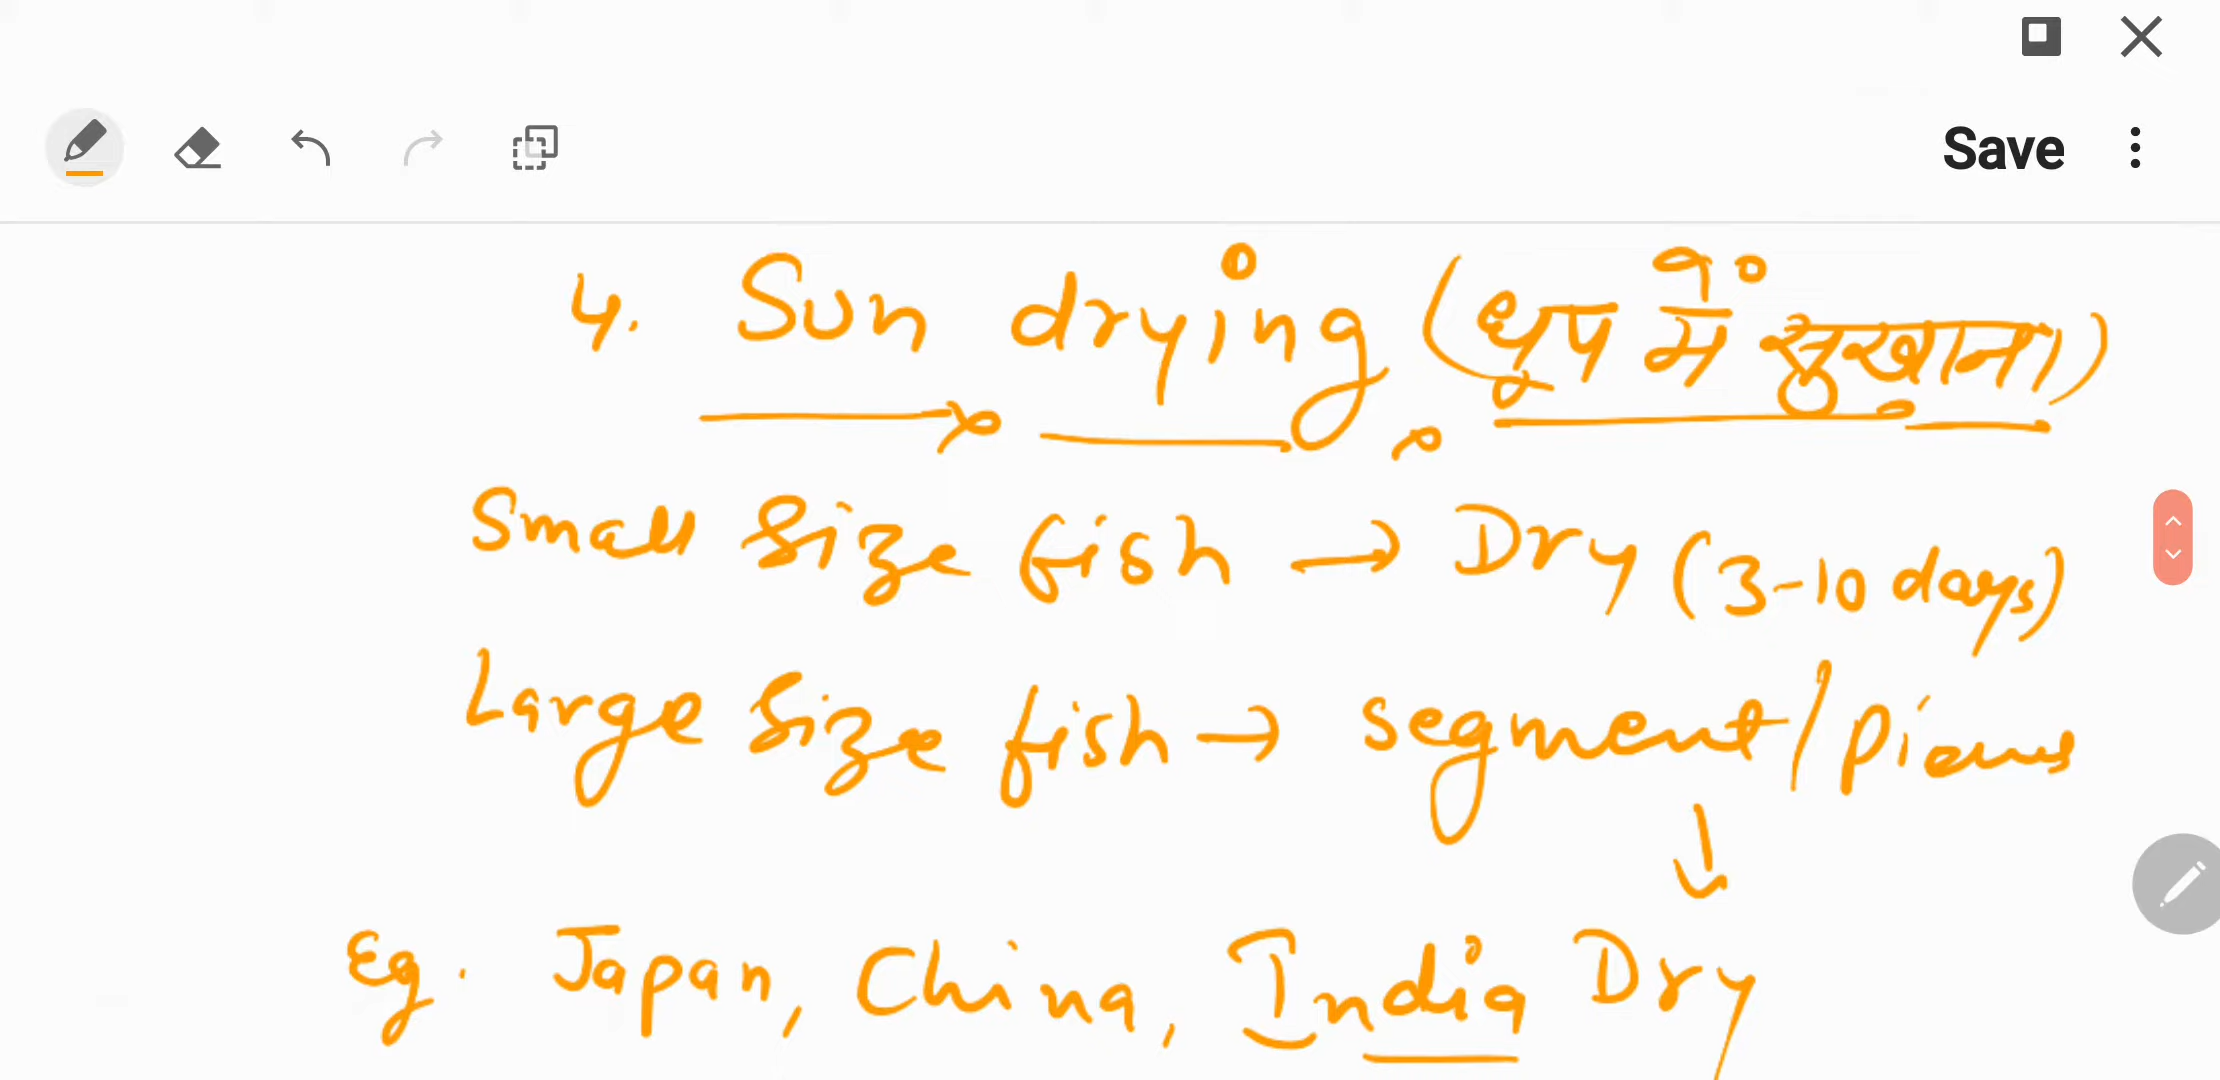 Save
4. Sun drying (धूप में सुखाना)
Small Size fish → Dry (3-10 days)
Large Size fish → segment/pieces
↓
Eg. Japan, China, India Dry